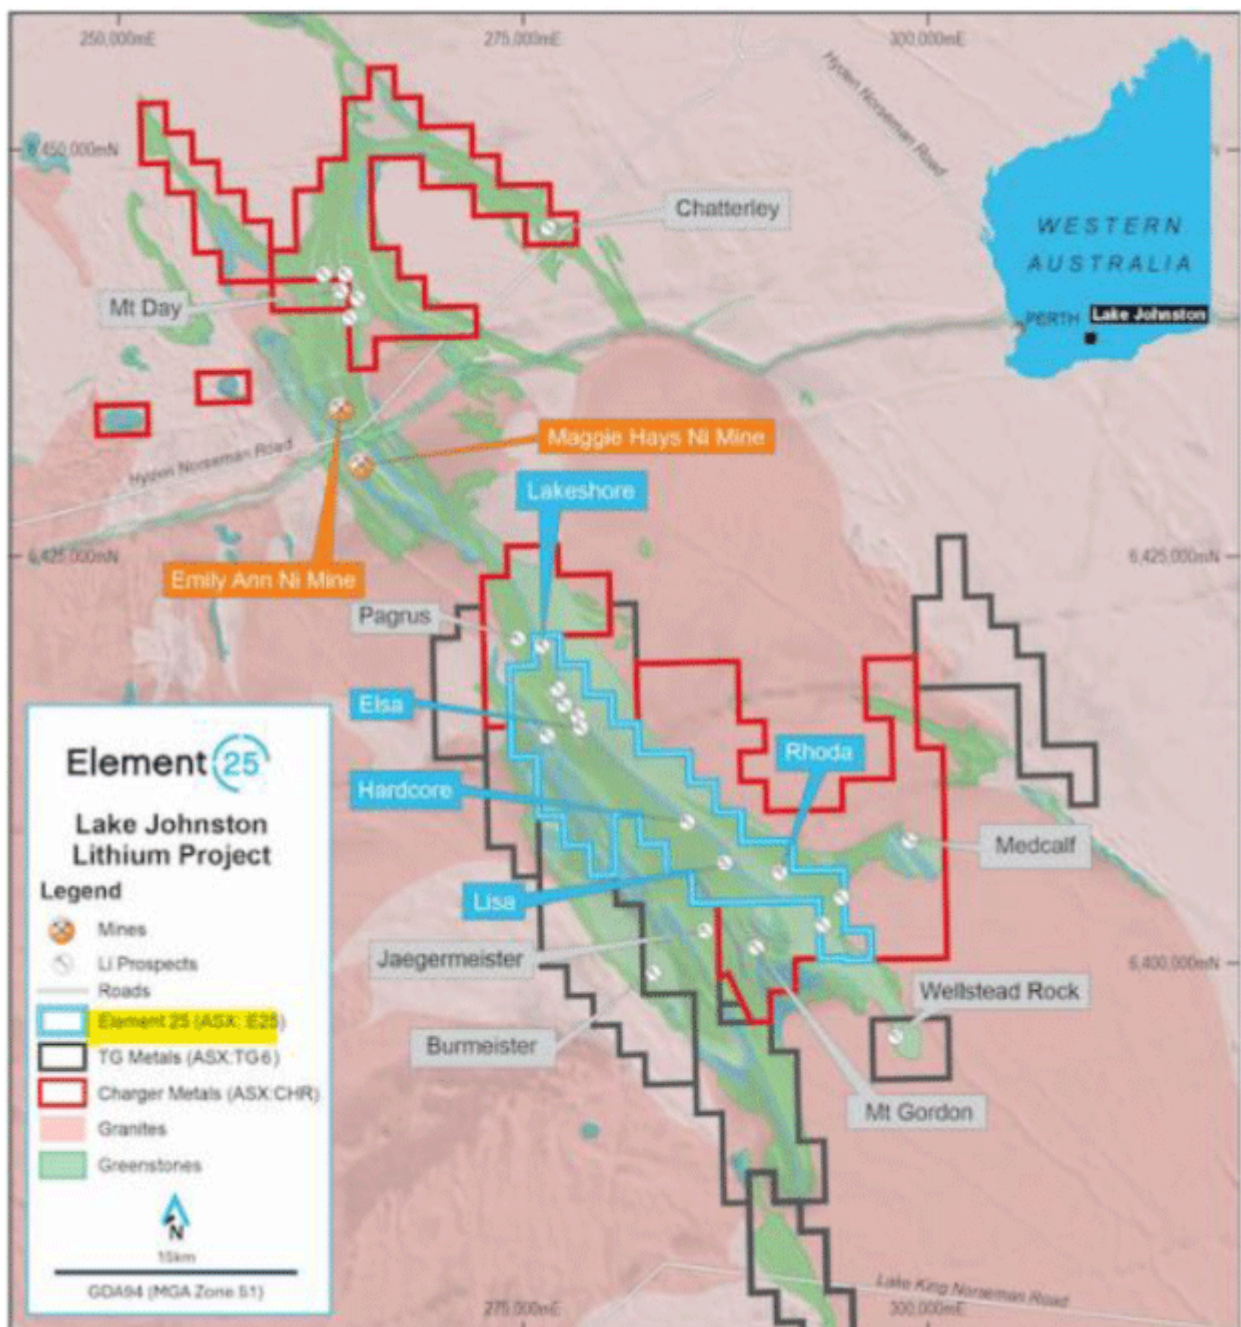 250,000mE
275,000mE
300,000mE
Hyden Norseman Road
6,450,000mN
Chatterley
WESTERN
AUSTRALIA
PERTH
Lake Johnston
Mt Day
Maggie Hays Ni Mine
Hyden Norseman Road
Lakeshore
6,425,000mN
6,425,000mN
Emily Ann Ni Mine
Pagrus
Elsa
Rhoda
Hardcore
Medcalf
Lisa
Jaegermeister
6,400,000mN
Wellstead Rock
Burmeister
Mt Gordon
Element 25
Lake Johnston
Lithium Project
Legend
Mines
Li Prospects
Roads
Element 25 (ASX: E25)
TG Metals (ASX:TG6)
Charger Metals (ASX:CHR)
Granites
Greenstones
N
15km
GDA94 (MGA Zone 51)
Lake King Norseman Road
275,000mE
300,000mE